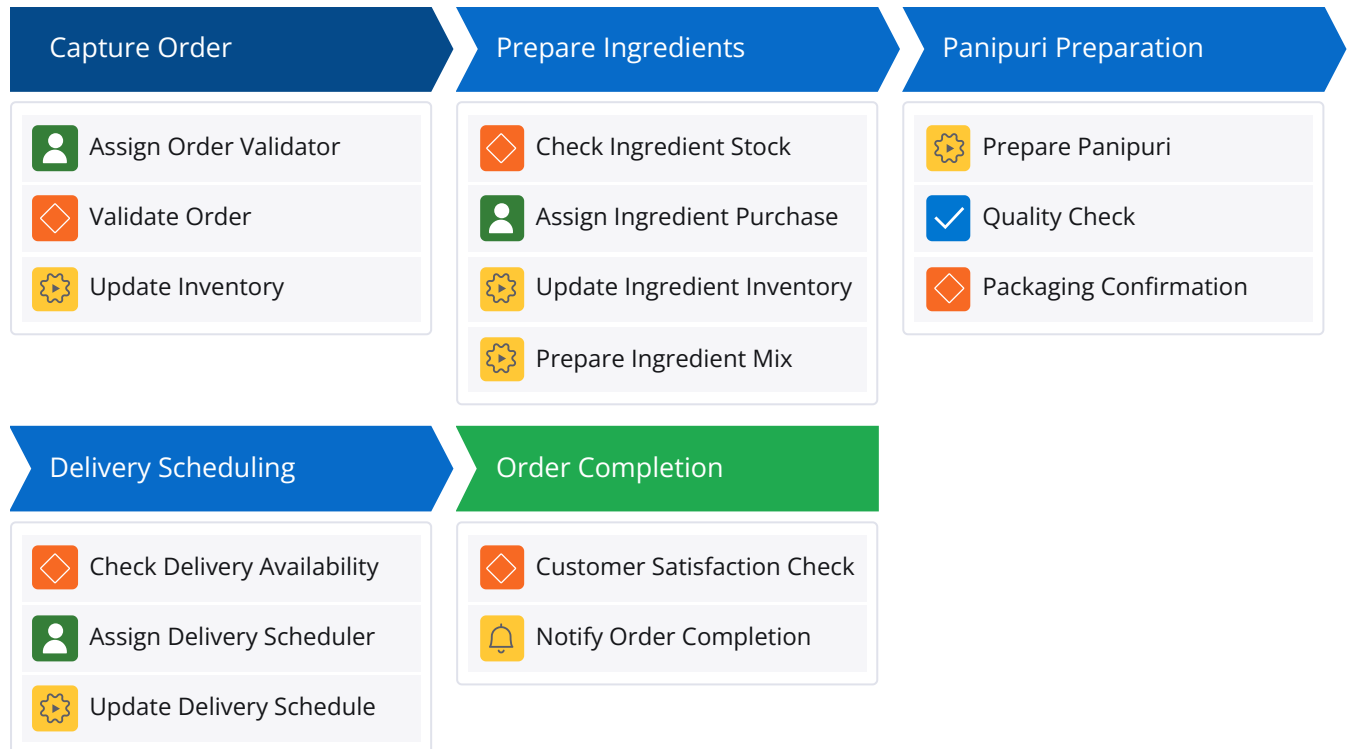 Capture Order
Assign Order Validator
Validate Order
Update Inventory
Prepare Ingredients
Check Ingredient Stock
Assign Ingredient Purchase
Update Ingredient Inventory
Prepare Ingredient Mix
Panipuri Preparation
Prepare Panipuri
Quality Check
Packaging Confirmation
Delivery Scheduling
Check Delivery Availability
Assign Delivery Scheduler
Update Delivery Schedule
Order Completion
Customer Satisfaction Check
Notify Order Completion